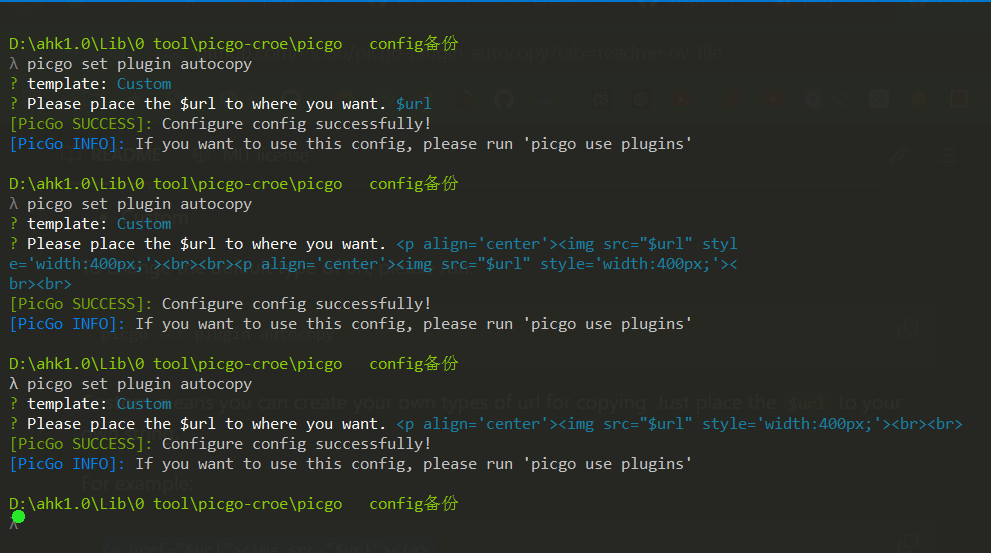 D:\ahk1.0\Lib\0 tool\picgo-croe\picgo   config备份
λ picgo set plugin autocopy
? template: Custom
? Please place the $url to where you want. $url
[PicGo SUCCESS]: Configure config successfully!
[PicGo INFO]: If you want to use this config, please run 'picgo use plugins'
D:\ahk1.0\Lib\0 tool\picgo-croe\picgo   config备份
λ picgo set plugin autocopy
? template: Custom
? Please place the $url to where you want. <p align='center'><img src="$url" styl
e='width:400px;'><br><br><p align='center'><img src="$url" style='width:400px;'><
br><br>
[PicGo SUCCESS]: Configure config successfully!
[PicGo INFO]: If you want to use this config, please run 'picgo use plugins'
D:\ahk1.0\Lib\0 tool\picgo-croe\picgo   config备份
λ picgo set plugin autocopy
? template: Custom
? Please place the $url to where you want. <p align='center'><img src="$url" style='width:400px;'><br><br>
[PicGo SUCCESS]: Configure config successfully!
[PicGo INFO]: If you want to use this config, please run 'picgo use plugins'
For example:
D:\ahk1.0\Lib\0 tool\picgo-croe\picgo   config备份
λ